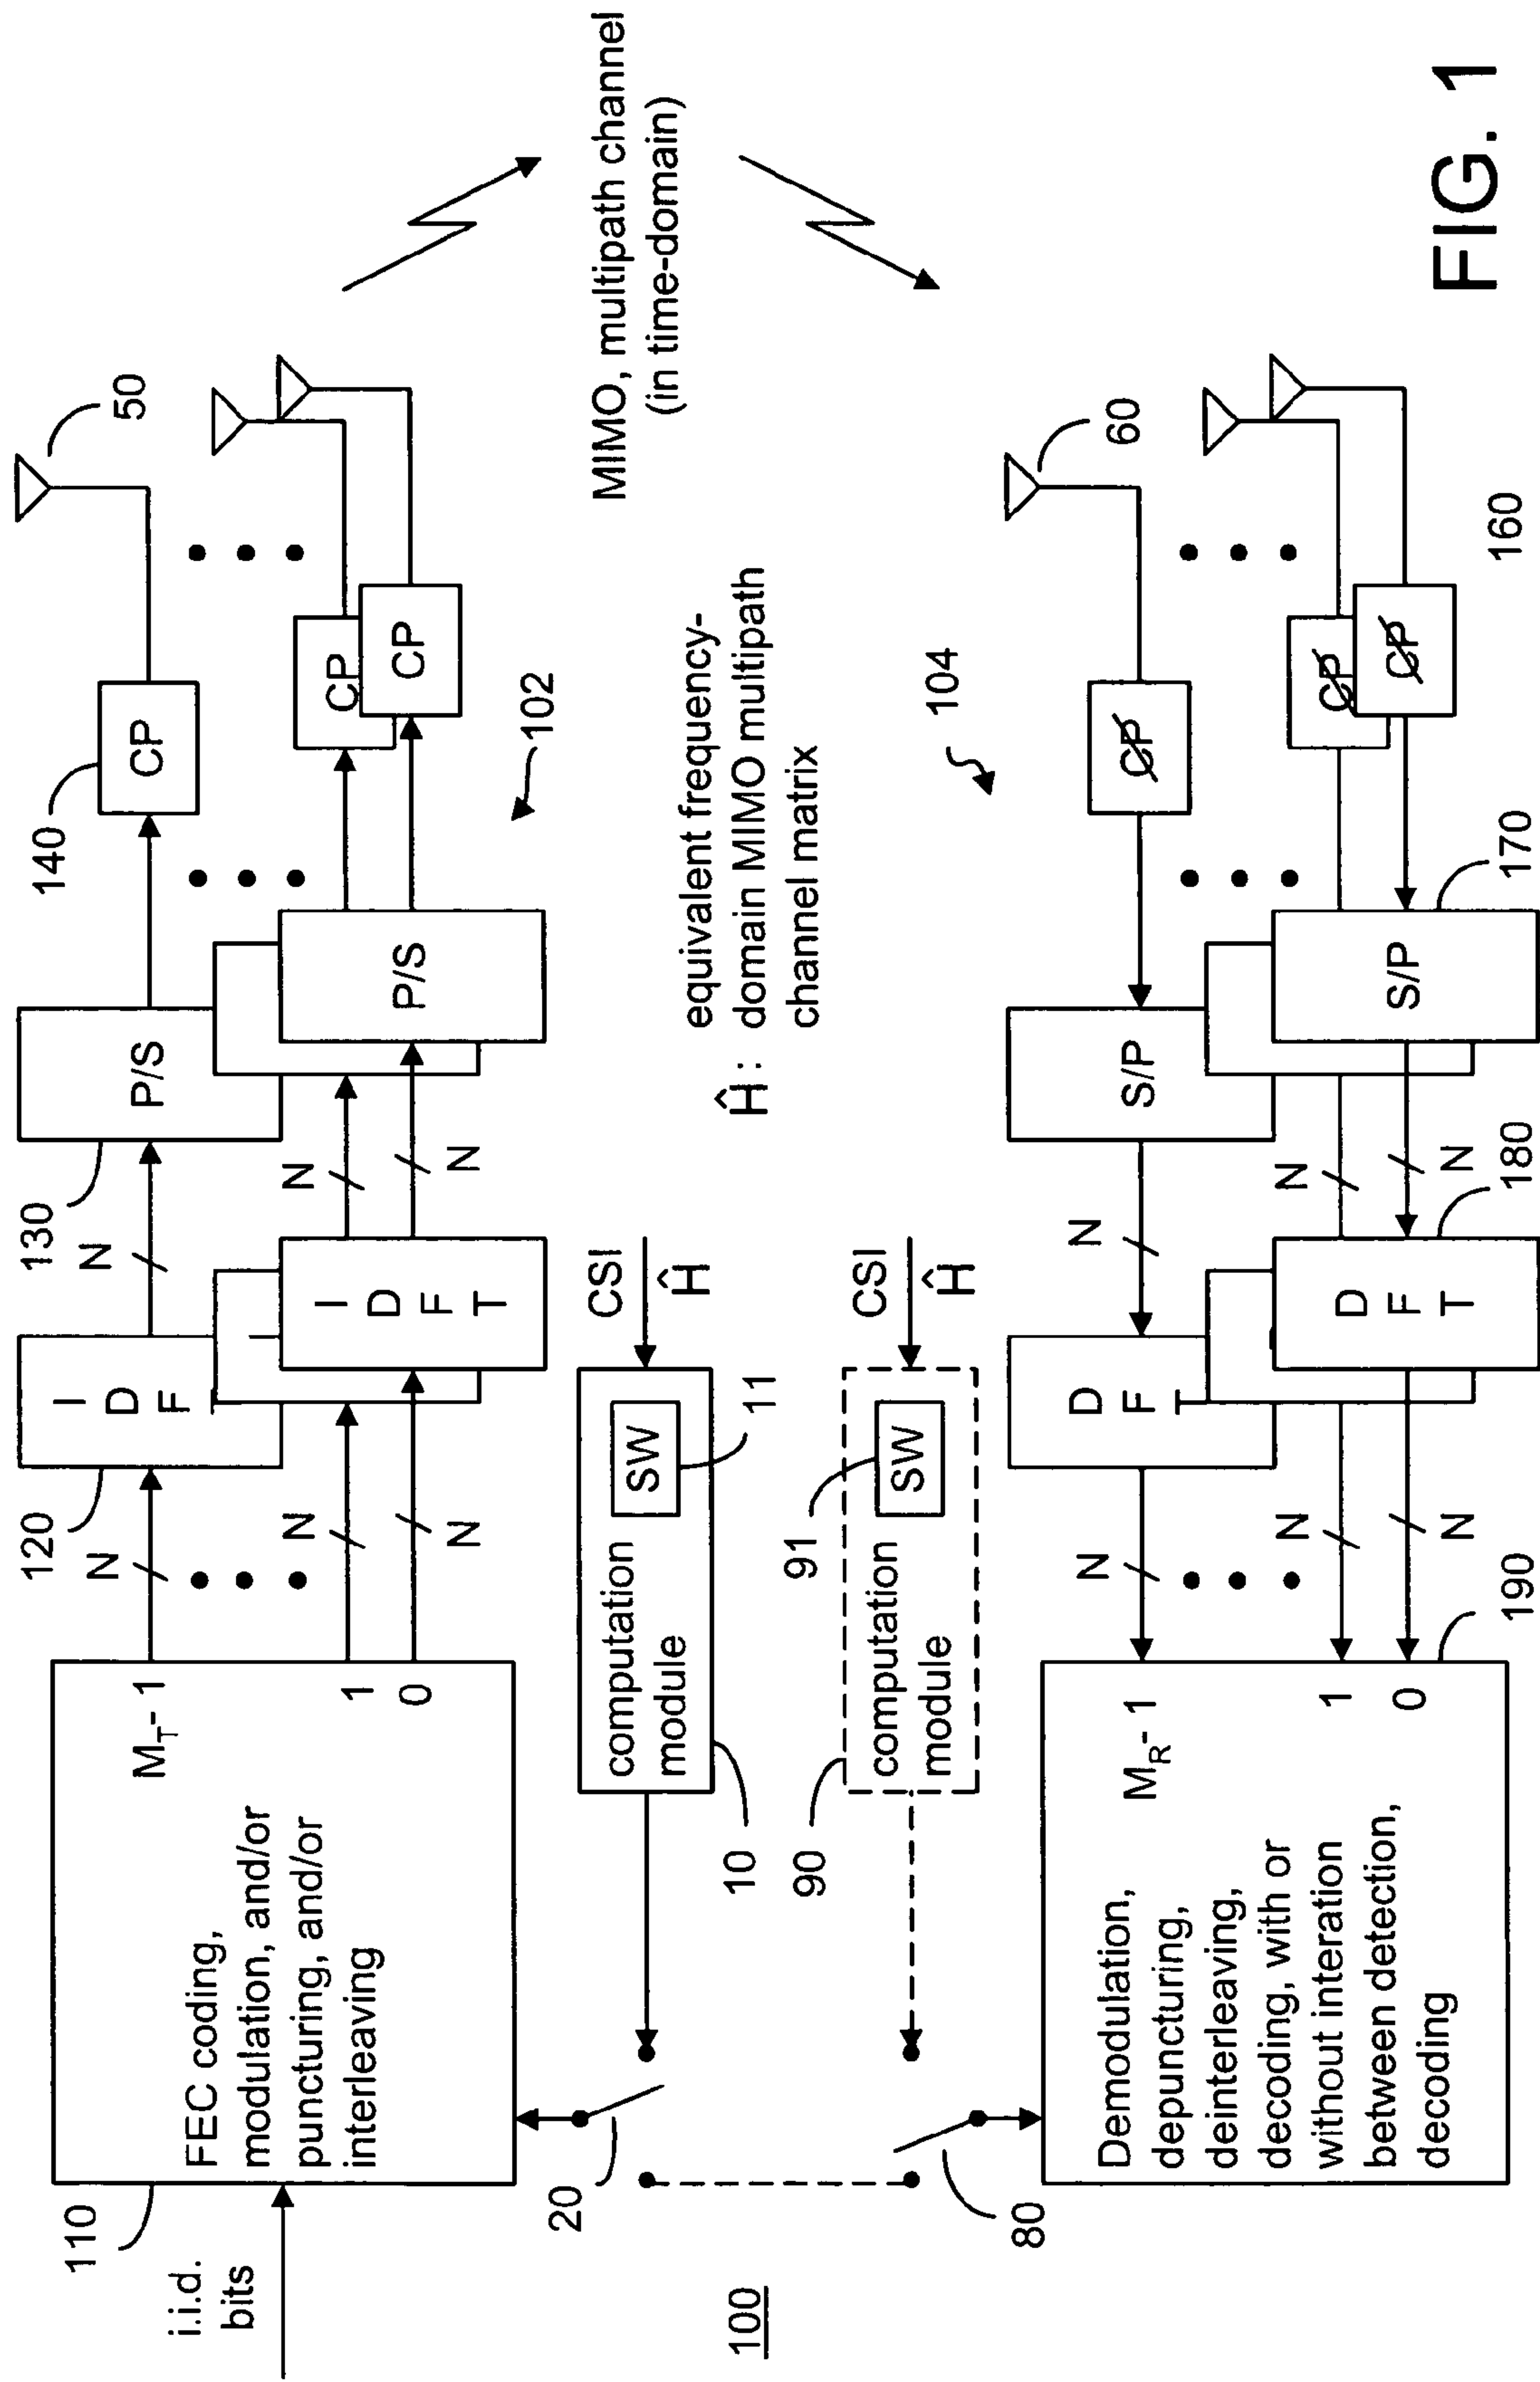 i.i.d.
bits
110
FEC coding,
modulation, and/or
puncturing, and/or
interleaving
M_T- 1
1
0
N
N
N
120
I
D
F
T
I
D
F
T
N
N
N
130
P/S
P/S
140
CP
CP
CP
50
102
MIMO, multipath channel
(in time-domain)
100
20
10
computation
module
SW
11
CSI
Ĥ
Ĥ :
equivalent frequency-
domain MIMO multipath
channel matrix
80
90
computation
module
91
SW
CSI
Ĥ
104
Demodulation,
depuncturing,
deinterleaving,
decoding, with or
without interation
between detection,
decoding
M_R- 1
1
0
190
N
N
N
D
F
T
D
F
T
180
N
N
N
S/P
S/P
170
CP
CP
CP
60
160
FIG. 1